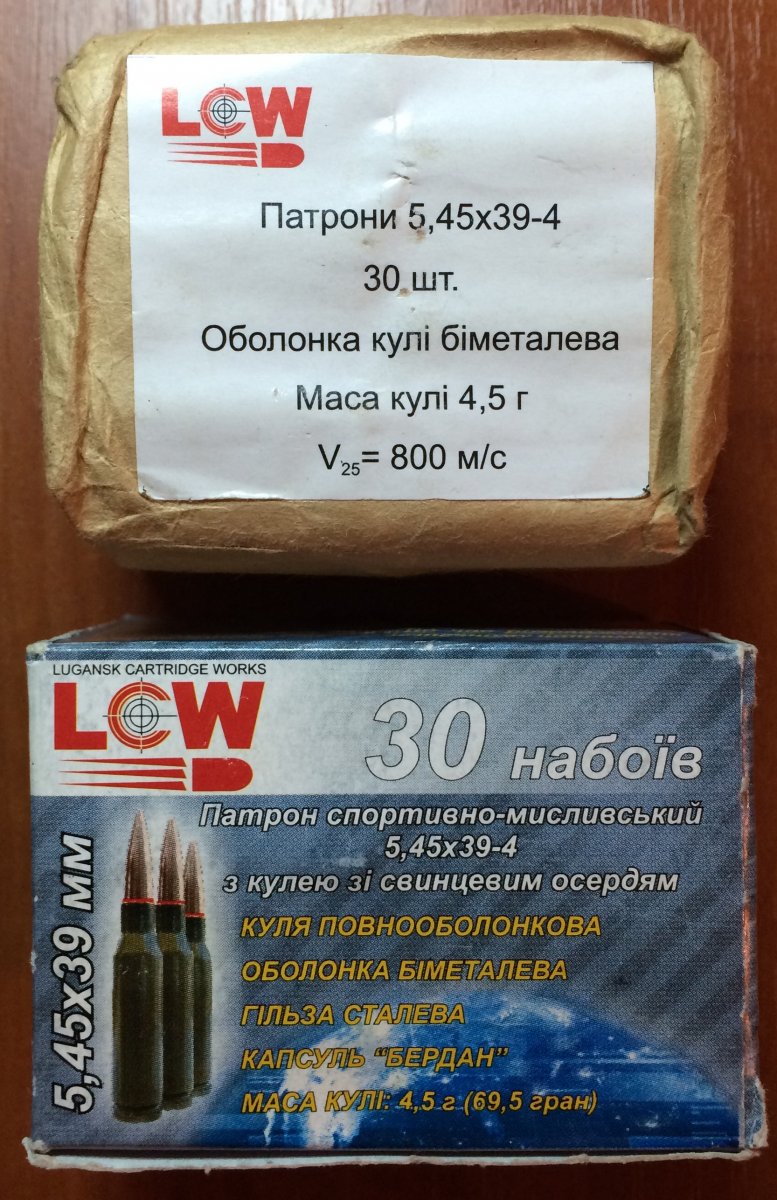 LCW
Патрони 5,45х39-4
30 шт.
Оболонка кулі біметалева
Маса кулі 4,5 г
V25= 800 м/с
LUGANSK CARTRIDGE WORKS
LCW
30 набоїв
Патрон спортивно-мисливський
5,45х39-4
з кулею зі свинцевим осердям
КУЛЯ ПОВНООБОЛОНКОВА
ОБОЛОНКА БІМЕТАЛЕВА
ГІЛЬЗА СТАЛЕВА
КАПСУЛЬ “БЕРДАН”
МАСА КУЛІ: 4,5 г (69,5 гран)
5,45х39 мм